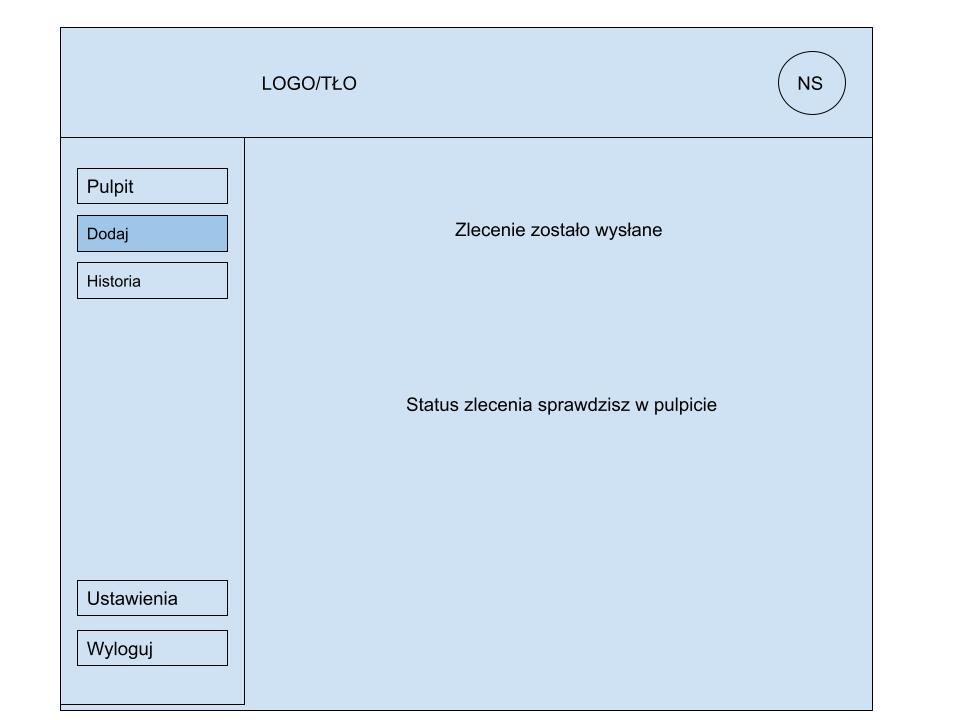 LOGO/TŁO
NS
Pulpit
Dodaj
Historia
Zlecenie zostało wysłane
Status zlecenia sprawdzisz w pulpicie
Ustawienia
Wyloguj